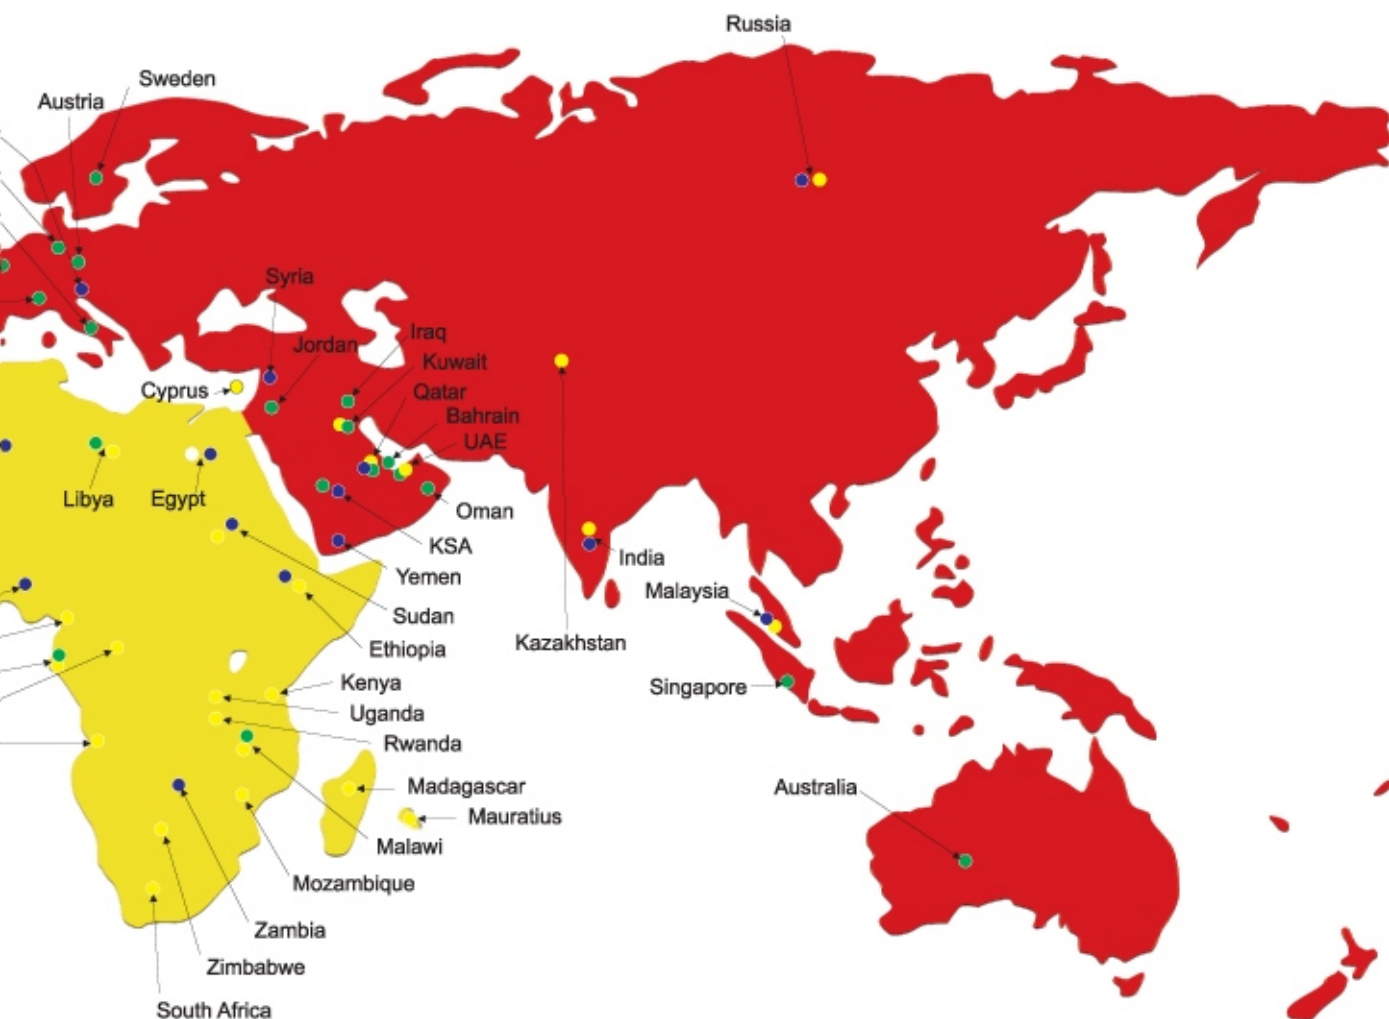 Russia
Sweden
Austria
Syria
Jordan
Iraq
Kuwait
Cyprus
Qatar
Bahrain
UAE
Libya
Egypt
Oman
KSA
India
Yemen
Malaysia
Sudan
Kazakhstan
Ethiopia
Kenya
Singapore
Uganda
Rwanda
Madagascar
Australia
Mauratius
Malawi
Mozambique
Zambia
Zimbabwe
South Africa